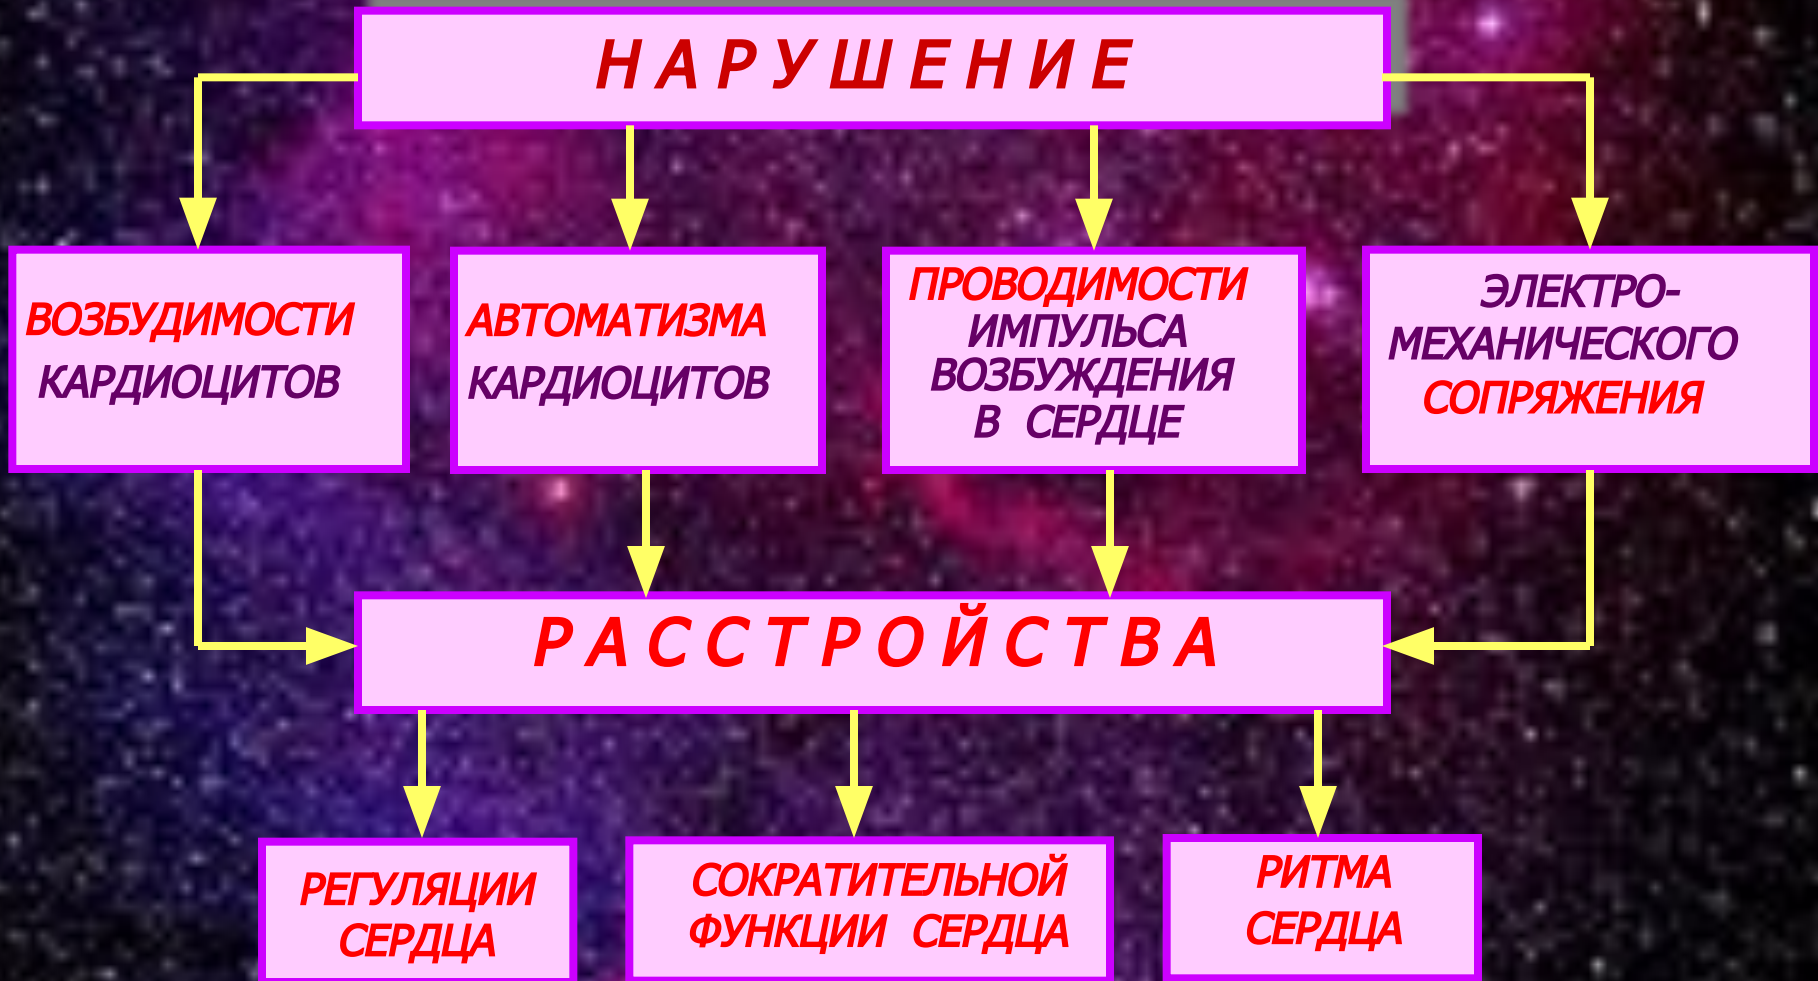 НАРУШЕНИЕ
ВОЗБУДИМОСТИ
КАРДИОЦИТОВ
АВТОМАТИЗМА
КАРДИОЦИТОВ
ПРОВОДИМОСТИ
ИМПУЛЬСА
ВОЗБУЖДЕНИЯ
В СЕРДЦЕ
ЭЛЕКТРО-
МЕХАНИЧЕСКОГО
СОПРЯЖЕНИЯ
РАССТРОЙСТВА
РЕГУЛЯЦИИ
СЕРДЦА
СОКРАТИТЕЛЬНОЙ
ФУНКЦИИ СЕРДЦА
РИТМА
СЕРДЦА